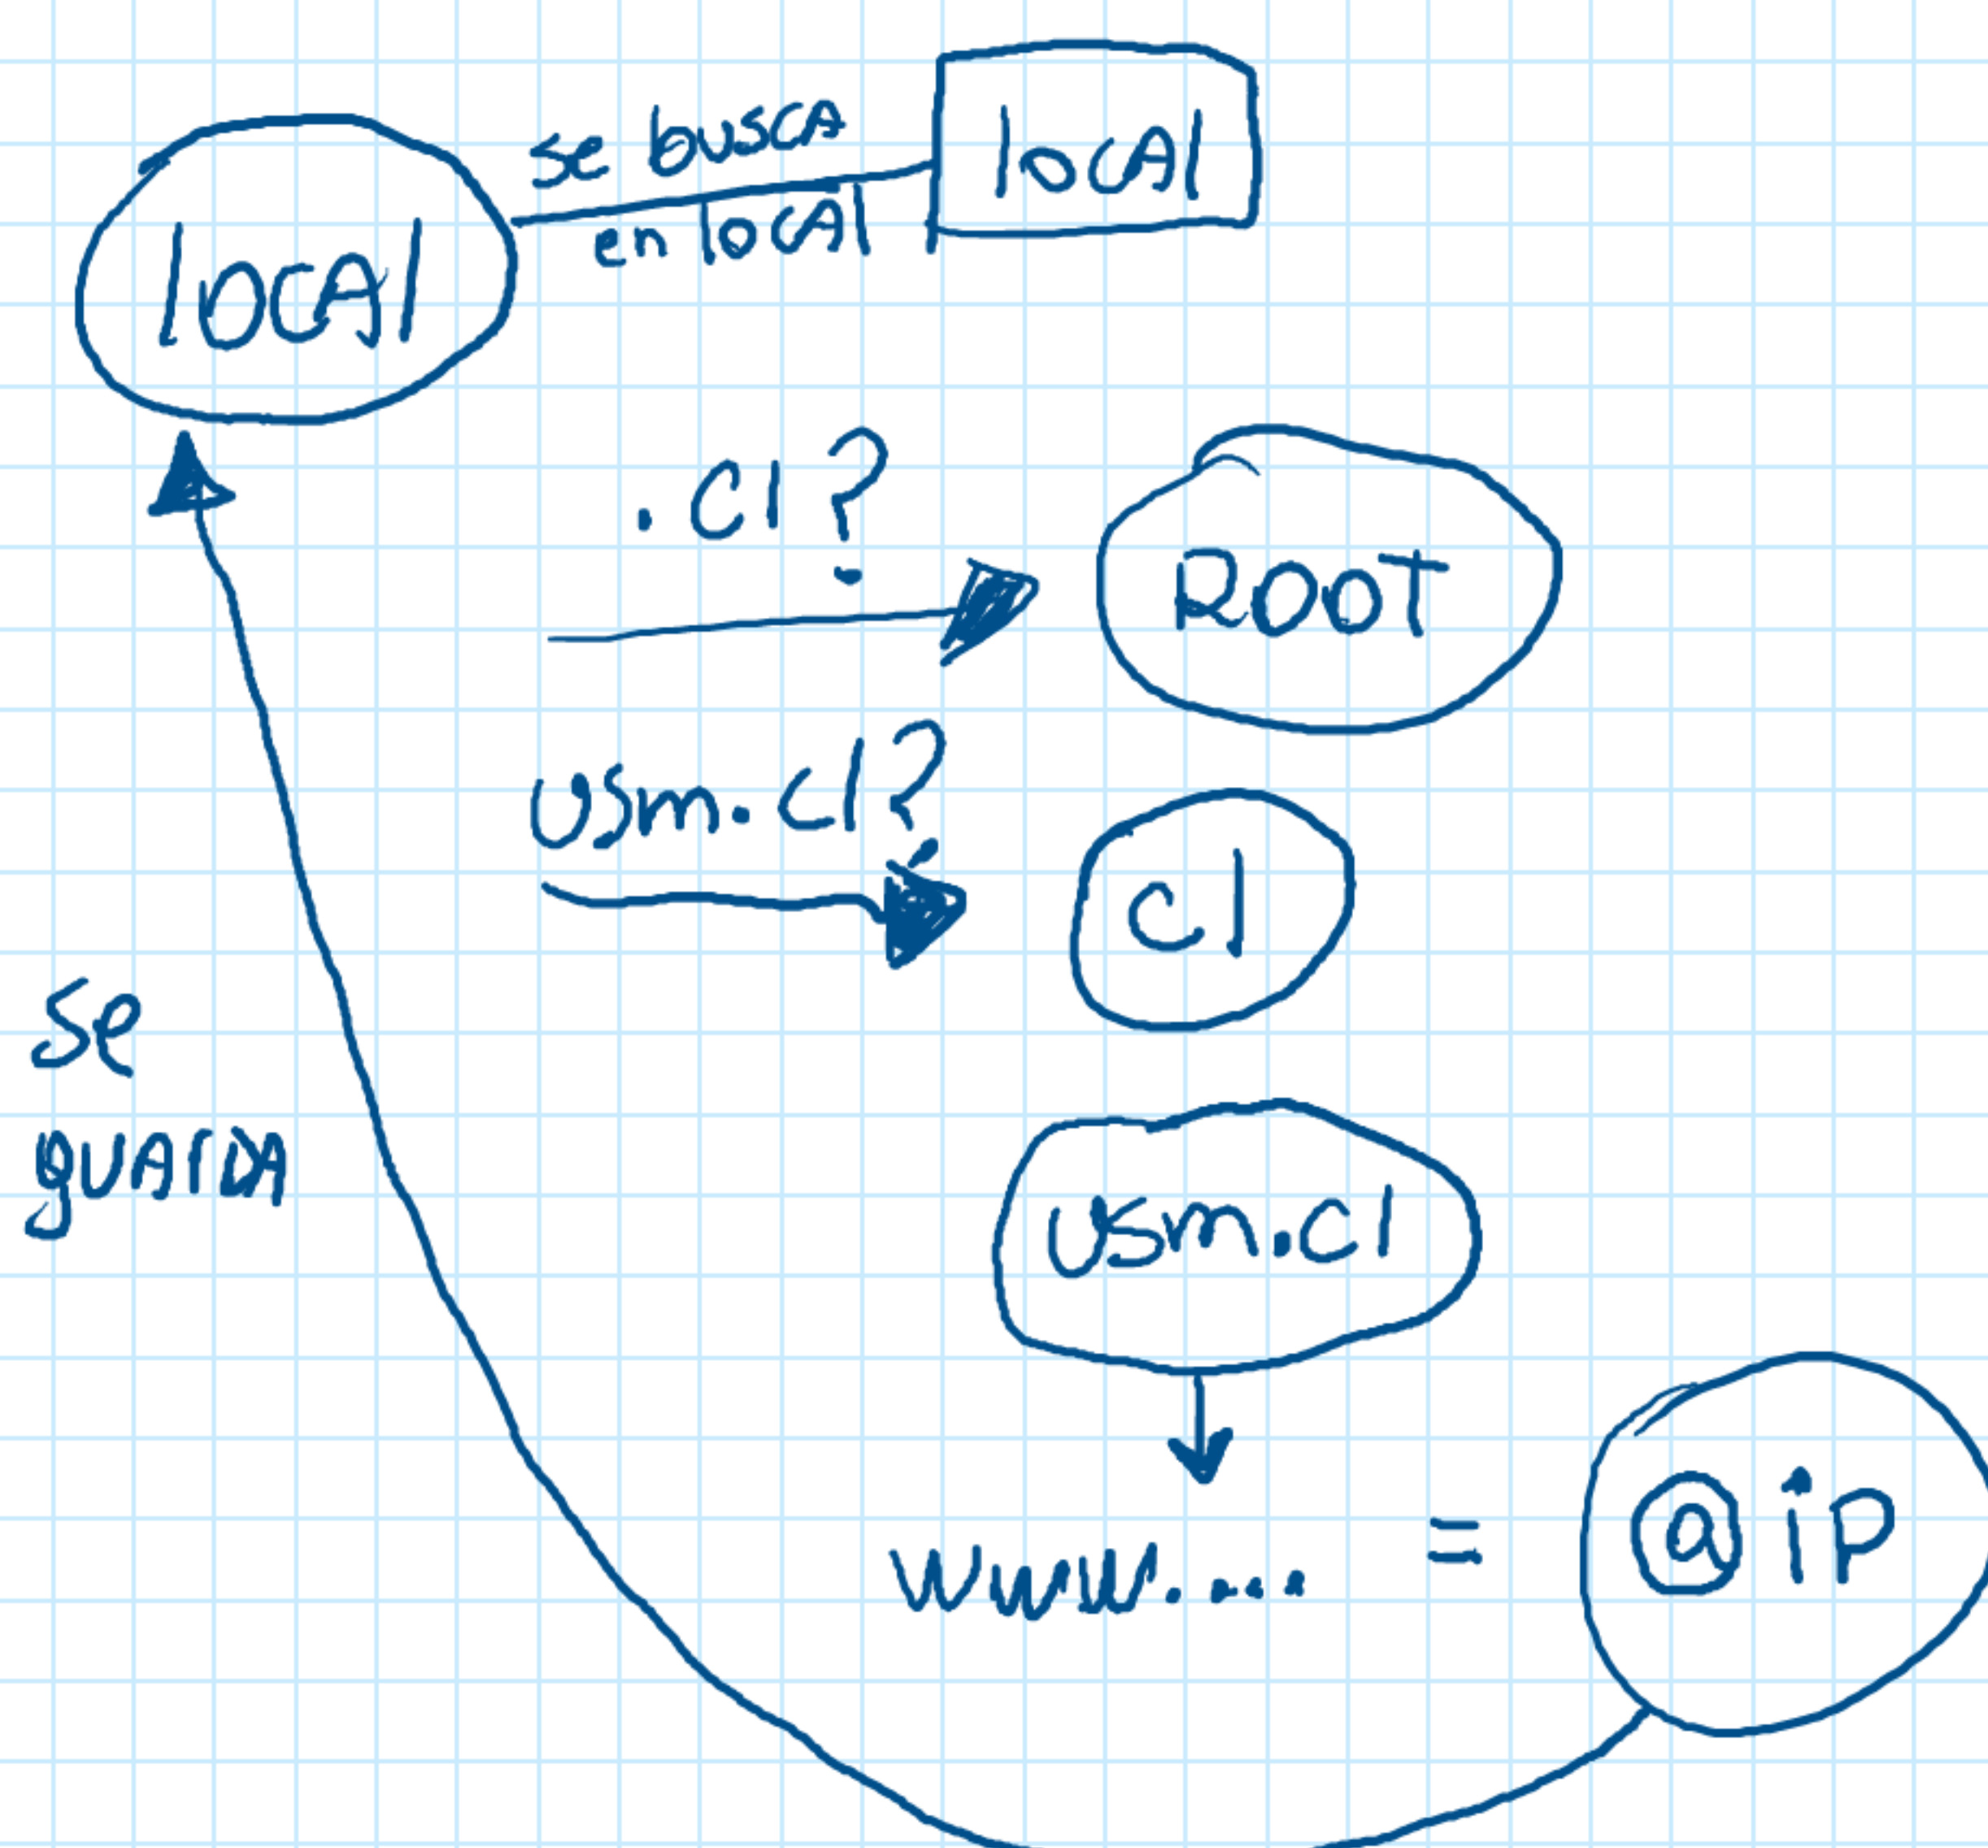 se busca
local
local
en local
.cl?
ROOT
usm.cl?
cl
se
guarda
usm.cl
www.... = @ip